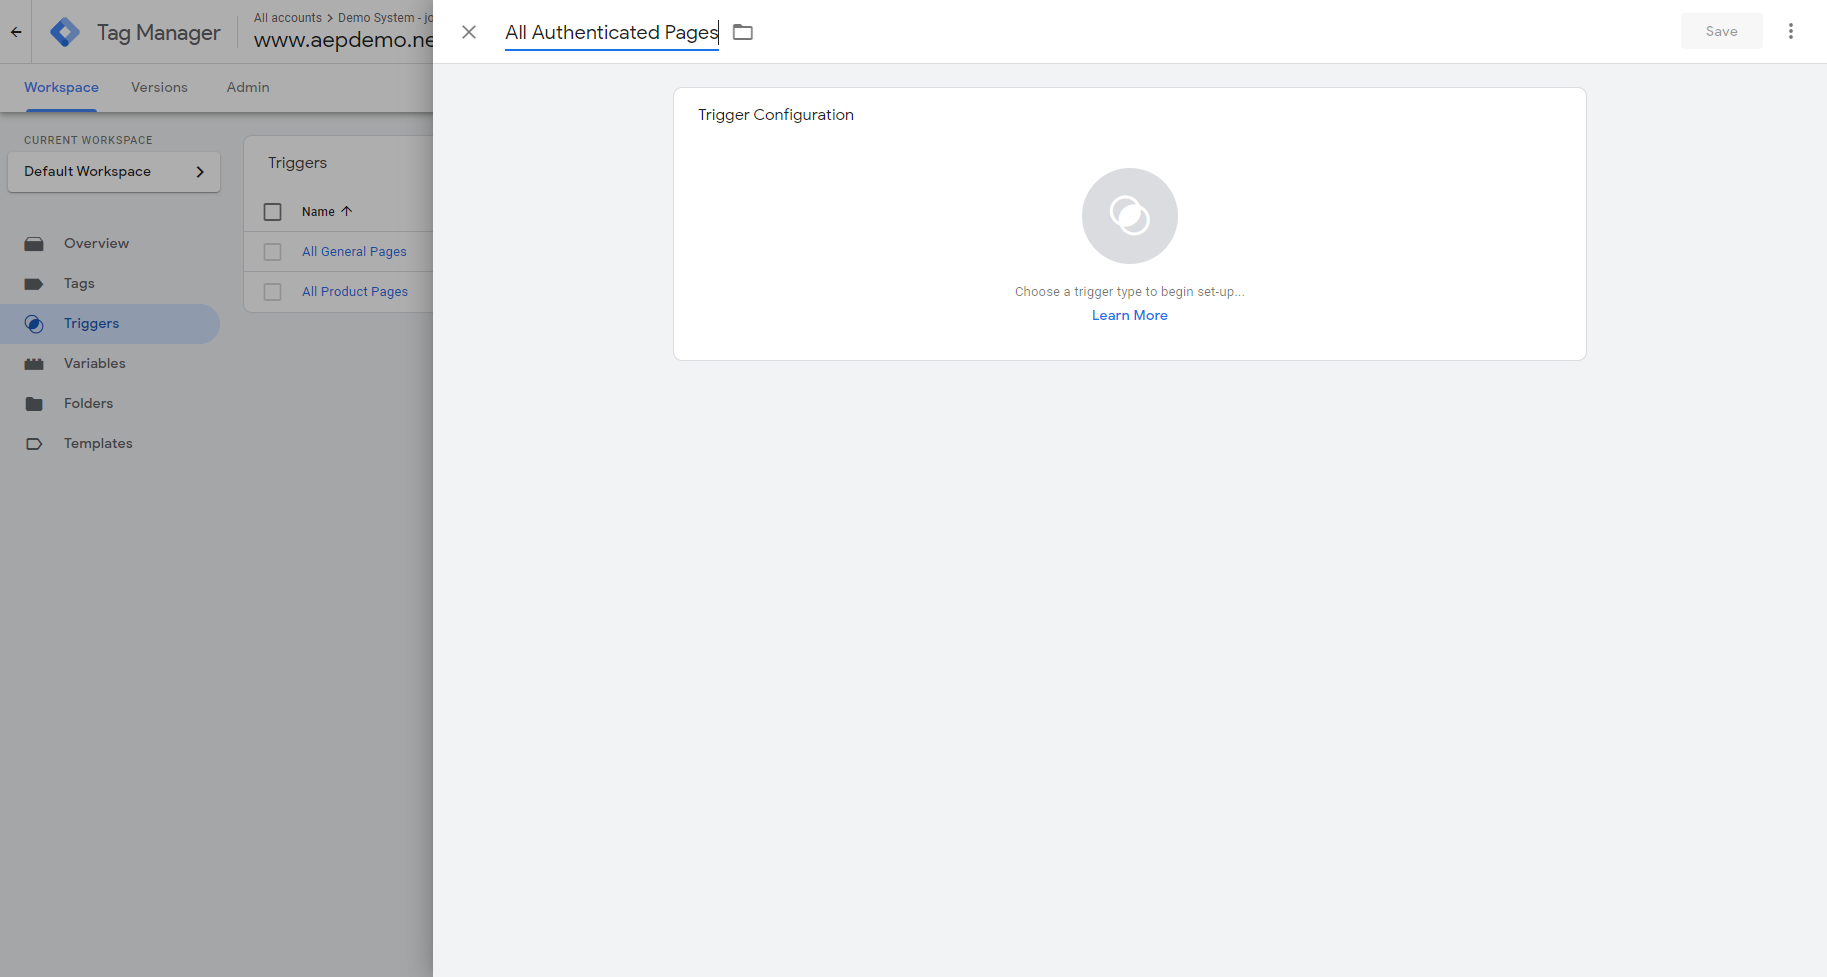 Tag Manager
All accounts > Demo System - jo
www.aepdemo.ne
All Authenticated Pages
Save
Workspace
Versions
Admin
CURRENT WORKSPACE
Default Workspace
Overview
Tags
Triggers
Variables
Folders
Templates
Triggers
Name
All General Pages
All Product Pages
Trigger Configuration
Choose a trigger type to begin set-up...
Learn More